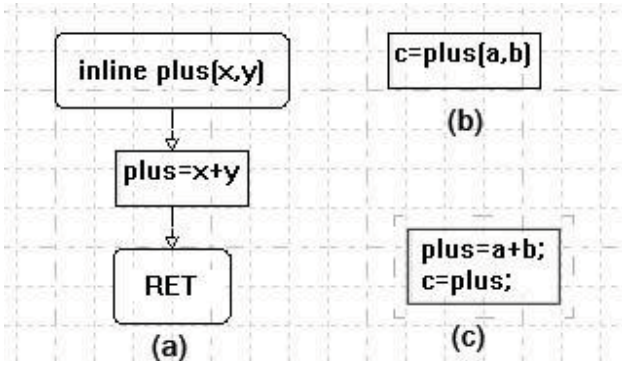 inline plus(x,y)
plus=x+y
RET
(a)
c=plus(a,b)
(b)
plus=a+b;
c=plus;
(c)